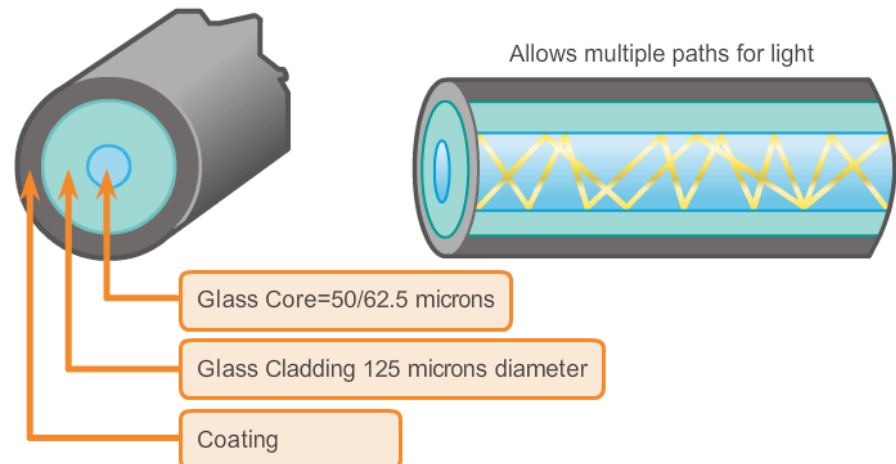 Allows multiple paths for light
Glass Core=50/62.5 microns
Glass Cladding 125 microns diameter
Coating